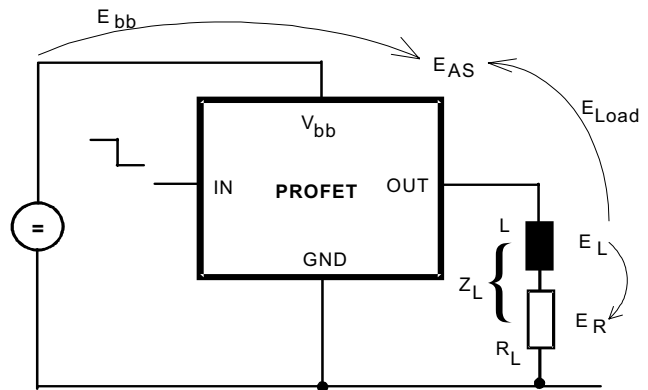 E bb
E AS
E Load
V bb
IN
PROFET
OUT
GND
L
E L
Z L
{
E R
R L
=